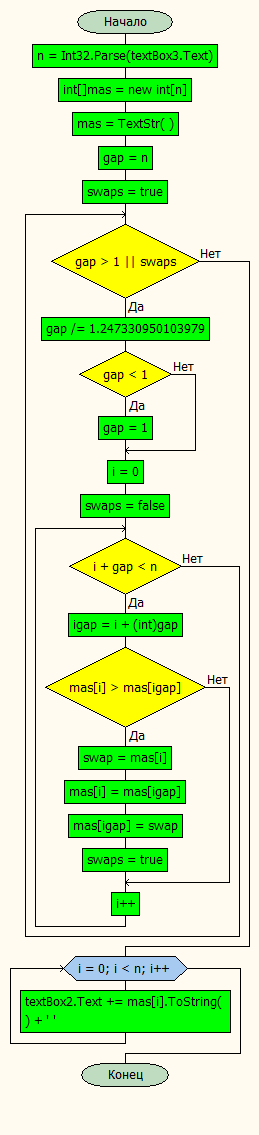 Начало
n = Int32.Parse(textBox3.Text)
int[]mas = new int[n]
mas = TextStr( )
gap = n
swaps = true
gap > 1 || swaps
Нет
Да
gap /= 1.247330950103979
gap < 1
Нет
Да
gap = 1
i = 0
swaps = false
i + gap < n
Нет
Да
igap = i + (int)gap
mas[i] > mas[igap]
Нет
Да
swap = mas[i]
mas[i] = mas[igap]
mas[igap] = swap
swaps = true
i++
i = 0; i < n; i++
textBox2.Text += mas[i].ToString(
) + ' '
Конец